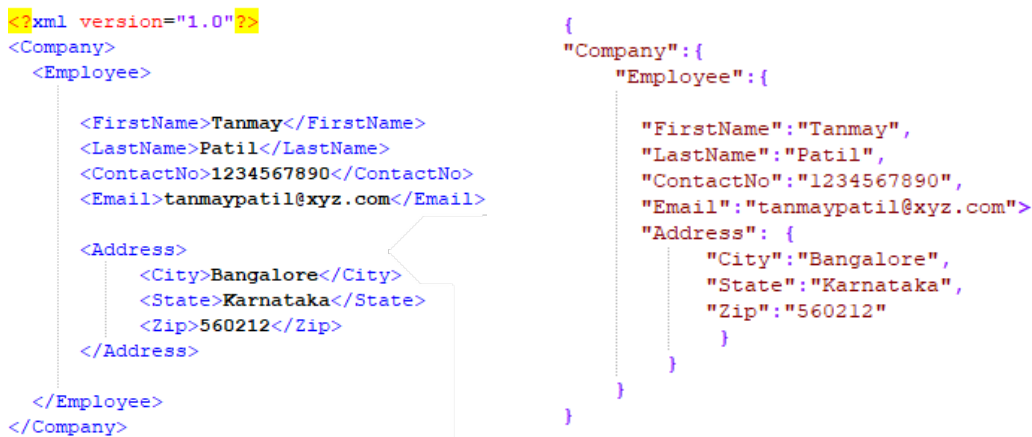 <?xml version="1.0"?>
<Company>
<Employee>
<FirstName>Tanmay</FirstName>
<LastName>Patil</LastName>
<ContactNo>1234567890</ContactNo>
<Email>tanmaypatil@xyz.com</Email>
<Address>
<City>Bangalore</City>
<State>Karnataka</State>
<Zip>560212</Zip>
</Address>
</Employee>
</Company>
{
"Company":{
"Employee":{
"FirstName":"Tanmay",
"LastName":"Patil",
"ContactNo":"1234567890",
"Email":"tanmaypatil@xyz.com">
"Address": {
"City":"Bangalore",
"State":"Karnataka",
"Zip":"560212"
}
}
}
}